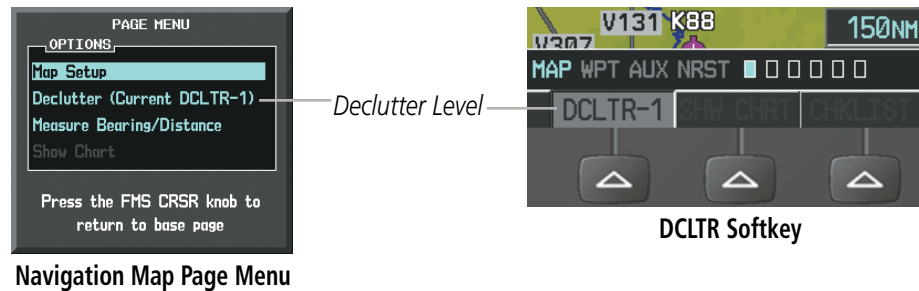 PAGE MENU
OPTIONS
Map Setup
Declutter (Current DCLTR-1)
Measure Bearing/Distance
Show Chart
Press the FMS CRSR knob to
return to base page
Navigation Map Page Menu
Declutter Level
V131 K88
150NM
V307
MAP WPT AUX NRST
DCLTR-1 SHW CHRT CHKLIST
DCLTR Softkey